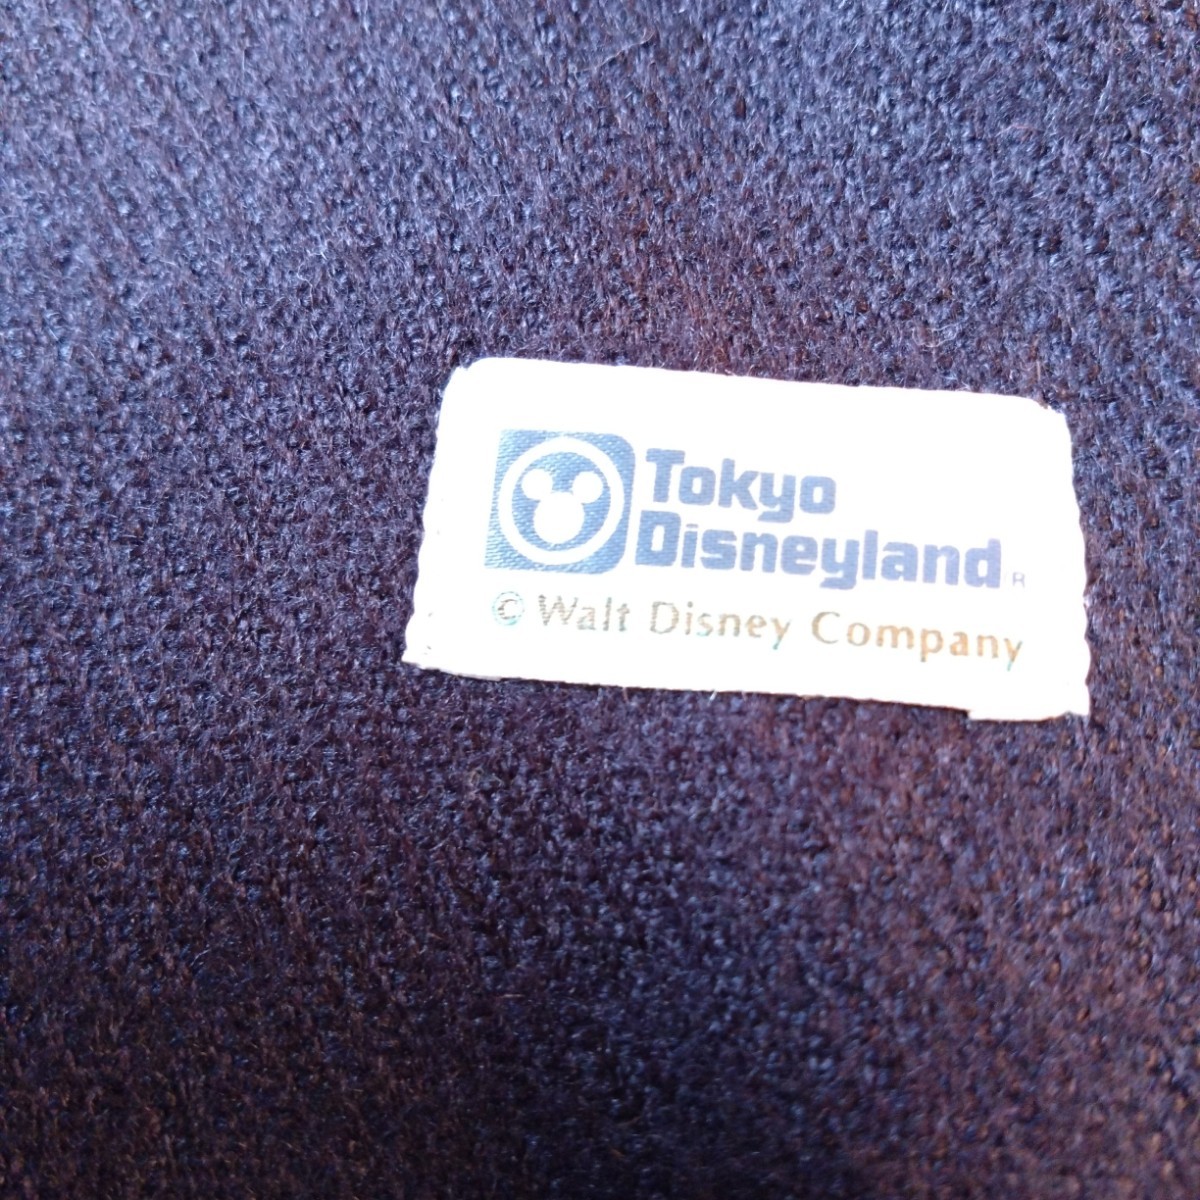 Tokyo
Disneyland R
© Walt Disney Company